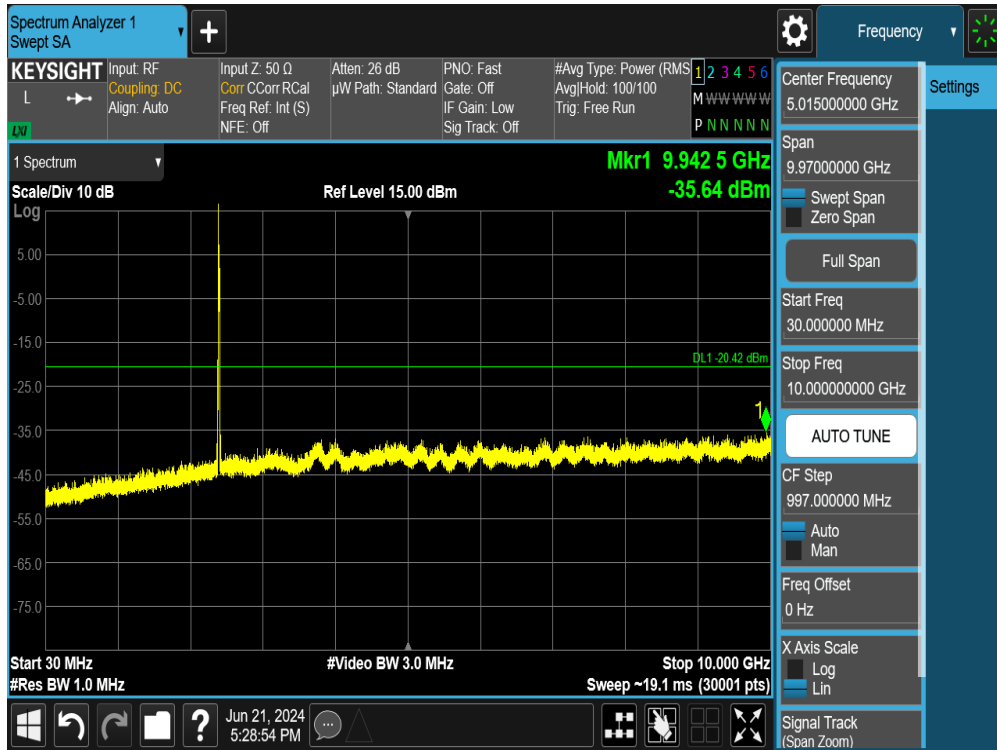 Spectrum Analyzer 1
Swept SA
Frequency
KEYSIGHT
L
LXI
Input: RF
Coupling: DC
Align: Auto
Input Z: 50 Ω
Corr CCorr RCal
Freq Ref: Int (S)
NFE: Off
Atten: 26 dB
µW Path: Standard
PNO: Fast
Gate: Off
IF Gain: Low
Sig Track: Off
#Avg Type: Power (RMS
Avg|Hold: 100/100
Trig: Free Run
1 2 3 4 5 6
M W W W W W
P N N N N N
1 Spectrum
Mkr1 9.942 5 GHz
Scale/Div 10 dB
Ref Level 15.00 dBm
-35.64 dBm
Log
5.00
-5.00
-15.0
DL1 -20.42 dBm
-25.0
1
-35.0
-45.0
-55.0
-65.0
-75.0
Start 30 MHz
#Video BW 3.0 MHz
Stop 10.000 GHz
#Res BW 1.0 MHz
Sweep ~19.1 ms (30001 pts)
?
Jun 21, 2024
5:28:54 PM
Settings
Center Frequency
5.015000000 GHz
Span
9.97000000 GHz
Swept Span
Zero Span
Full Span
Start Freq
30.000000 MHz
Stop Freq
10.000000000 GHz
AUTO TUNE
CF Step
997.000000 MHz
Auto
Man
Freq Offset
0 Hz
X Axis Scale
Log
Lin
Signal Track
(Span Zoom)